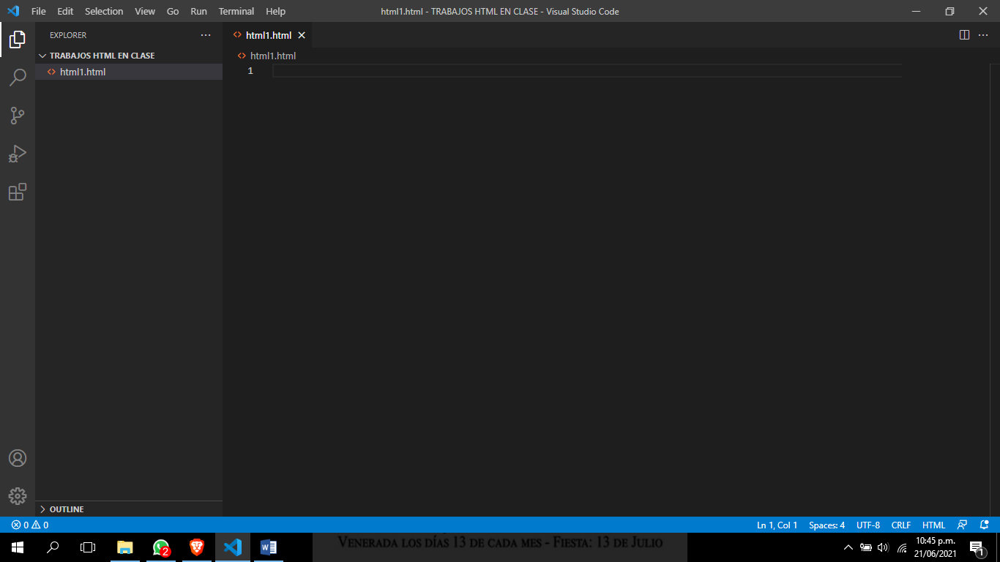 File Edit Selection View Go Run Terminal Help
html1.html - TRABAJOS HTML EN CLASE - Visual Studio Code
EXPLORER
html1.html
TRABAJOS HTML EN CLASE
html1.html
html1.html
1
OUTLINE
0 0
Ln 1, Col 1 Spaces: 4 UTF-8 CRLF HTML
2
Venerada los días 13 de cada mes - Fiesta: 13 de Julio
10:45 p.m.
21/06/2021
1